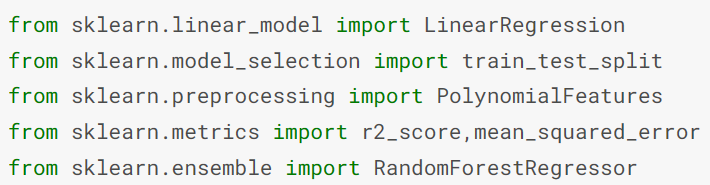 from sklearn.linear_model import LinearRegression
from sklearn.model_selection import train_test_split
from sklearn.preprocessing import PolynomialFeatures
from sklearn.metrics import r2_score,mean_squared_error
from sklearn.ensemble import RandomForestRegressor